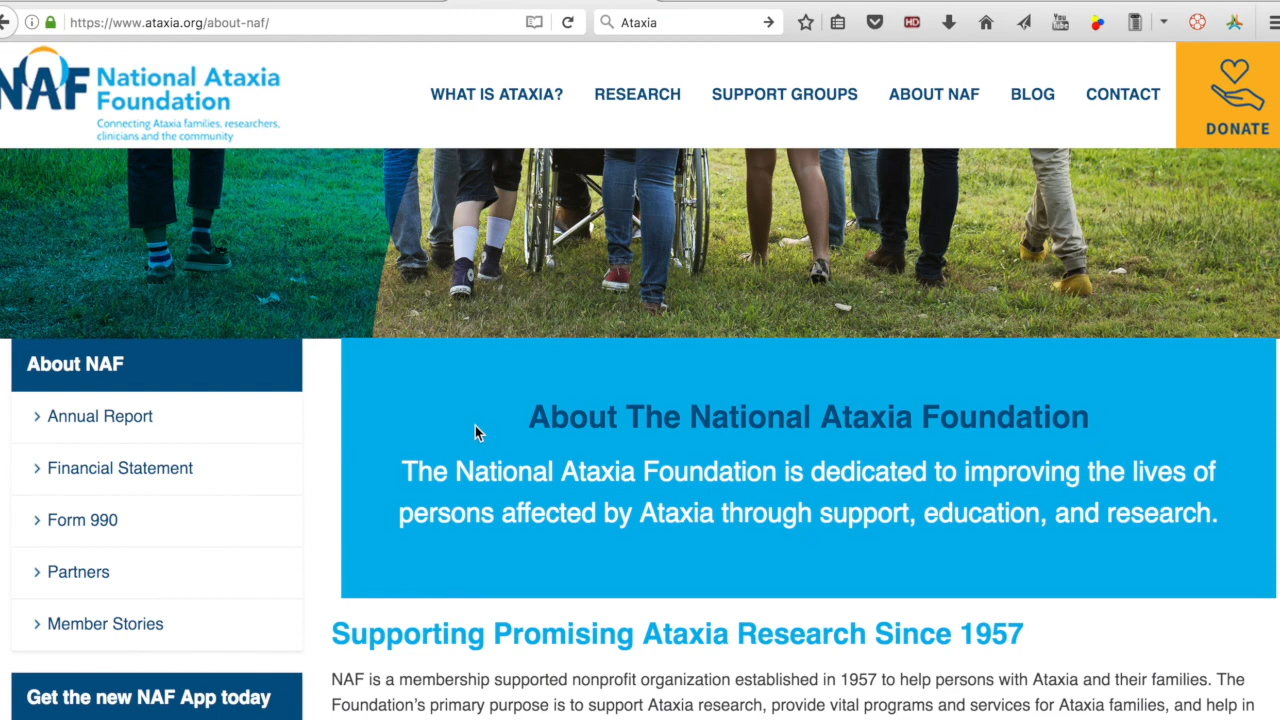 https://www.ataxia.org/about-naf/
Ataxia
HD
You
Tube
NAF
National Ataxia
Foundation
Connecting Ataxia families, researchers,
clinicians and the community
WHAT IS ATAXIA?
RESEARCH
SUPPORT GROUPS
ABOUT NAF
BLOG
CONTACT
DONATE
About NAF
Annual Report
Financial Statement
Form 990
Partners
Member Stories
Get the new NAF App today
About The National Ataxia Foundation
The National Ataxia Foundation is dedicated to improving the lives of
persons affected by Ataxia through support, education, and research.
Supporting Promising Ataxia Research Since 1957
NAF is a membership supported nonprofit organization established in 1957 to help persons with Ataxia and their families. The
Foundation's primary purpose is to support Ataxia research, provide vital programs and services for Ataxia families, and help in